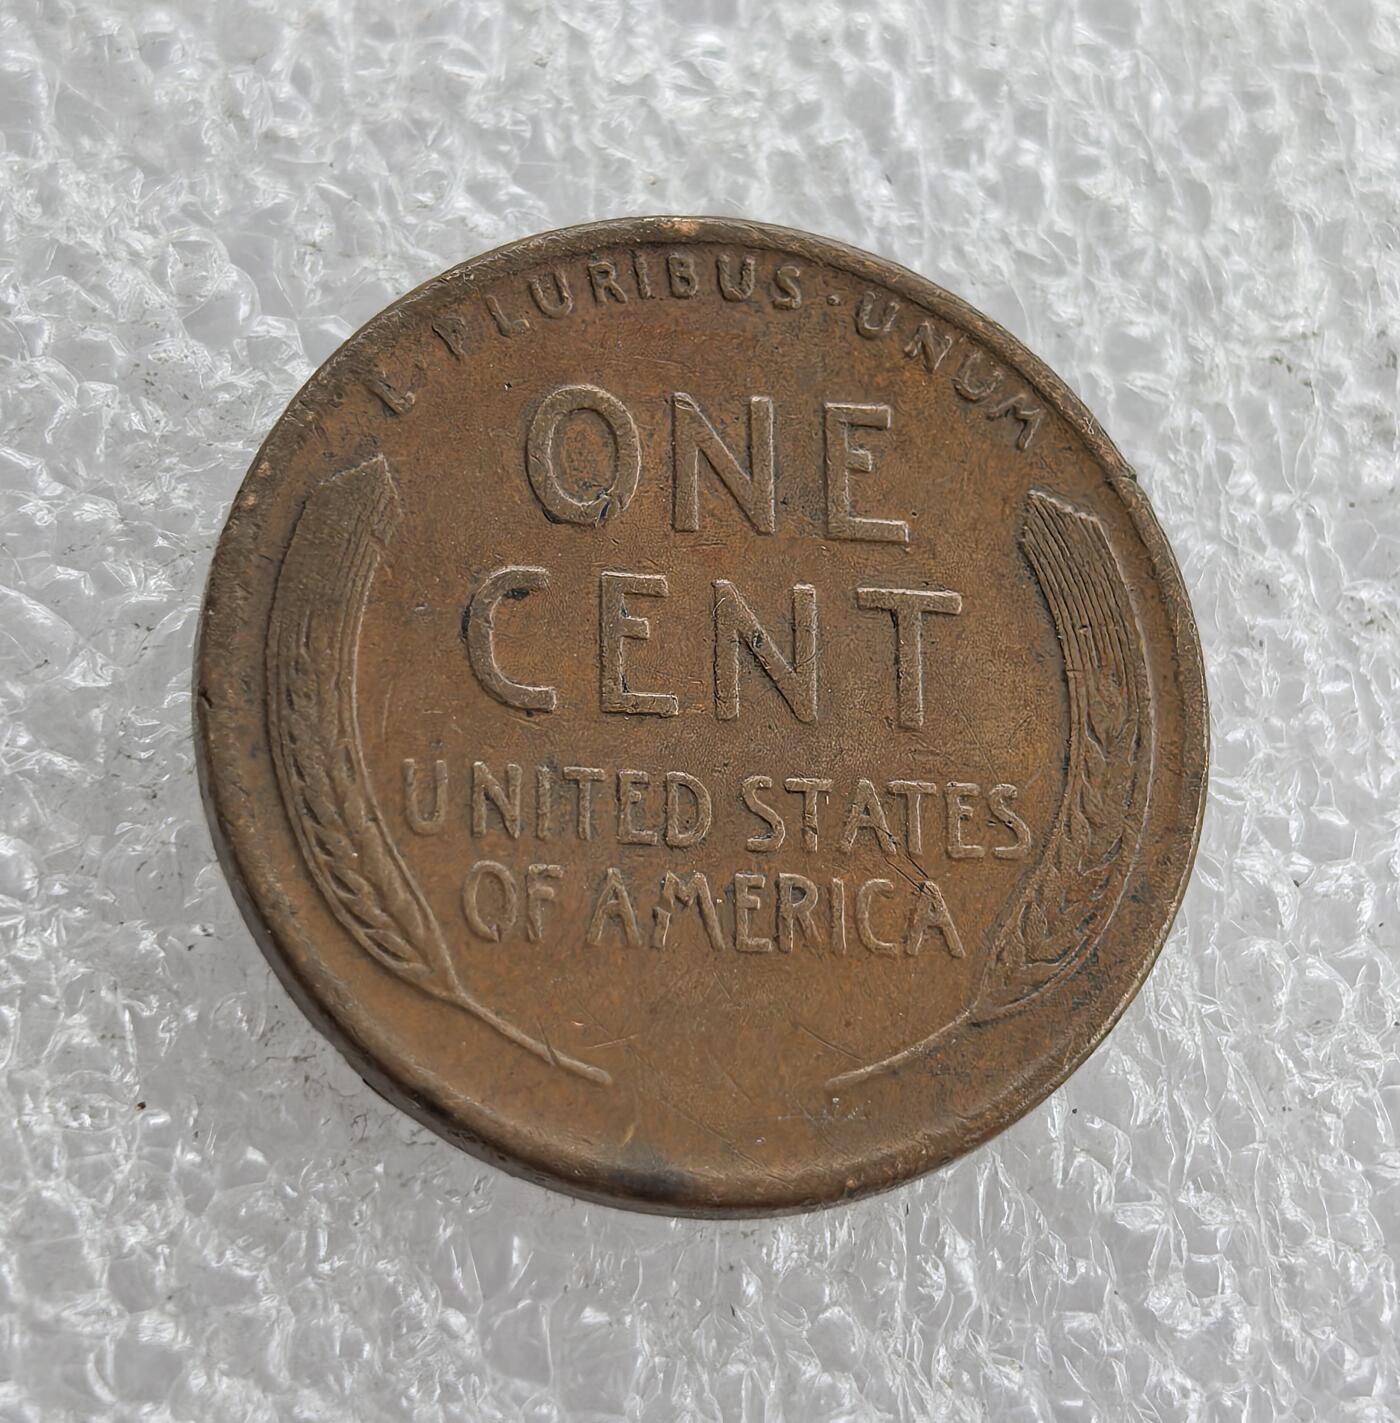 E · PLURIBUS · UNUM
ONE
CENT
UNITED STATES
OF AMERICA